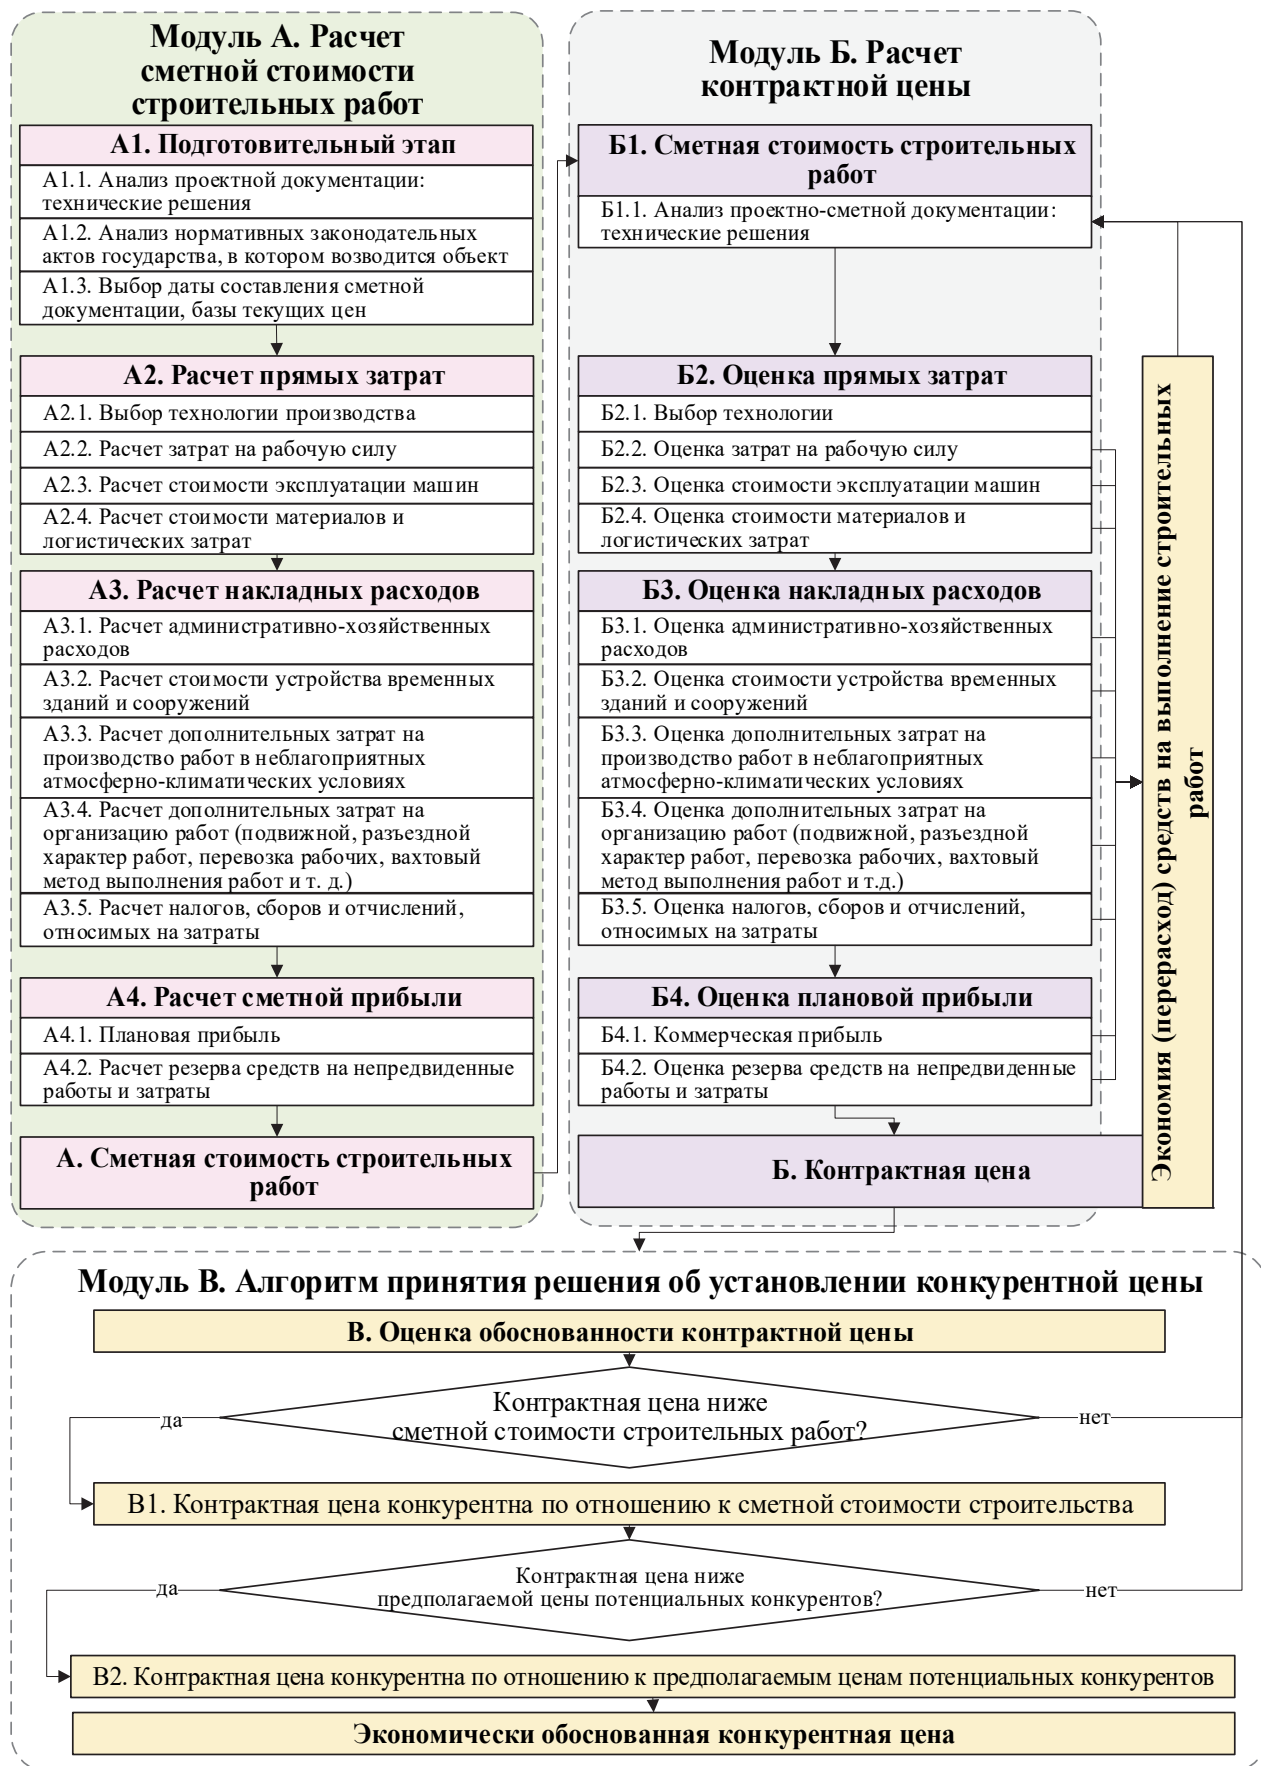 Модуль А. Расчет
сметной стоимости
строительных работ
А1. Подготовительный этап
А1.1. Анализ проектной документации:
технические решения
А1.2. Анализ нормативных законодательных
актов государства, в котором возводится объект
А1.3. Выбор даты составления сметной
документации, базы текущих цен
А2. Расчет прямых затрат
А2.1. Выбор технологии производства
А2.2. Расчет затрат на рабочую силу
А2.3. Расчет стоимости эксплуатации машин
А2.4. Расчет стоимости материалов и
логистических затрат
А3. Расчет накладных расходов
А3.1. Расчет административно-хозяйственных
расходов
А3.2. Расчет стоимости устройства временных
зданий и сооружений
А3.3. Расчет дополнительных затрат на
производство работ в неблагоприятных
атмосферно-климатических условиях
А3.4. Расчет дополнительных затрат на
организацию работ (подвижной, разъездной
характер работ, перевозка рабочих, вахтовый
метод выполнения работ и т. д.)
А3.5. Расчет налогов, сборов и отчислений,
относимых на затраты
А4. Расчет сметной прибыли
А4.1. Плановая прибыль
А4.2. Расчет резерва средств на непредвиденные
работы и затраты
А. Сметная стоимость строительных
работ
Модуль Б. Расчет
контрактной цены
Б1. Сметная стоимость строительных
работ
Б1.1. Анализ проектно-сметной документации:
технические решения
Б2. Оценка прямых затрат
Б2.1. Выбор технологии
Б2.2. Оценка затрат на рабочую силу
Б2.3. Оценка стоимости эксплуатации машин
Б2.4. Оценка стоимости материалов и
логистических затрат
Б3. Оценка накладных расходов
Б3.1. Оценка административно-хозяйственных
расходов
Б3.2. Оценка стоимости устройства временных
зданий и сооружений
Б3.3. Оценка дополнительных затрат на
производство работ в неблагоприятных
атмосферно-климатических условиях
Б3.4. Оценка дополнительных затрат на
организацию работ (подвижной, разъездной
характер работ, перевозка рабочих, вахтовый
метод выполнения работ и т.д.)
Б3.5. Оценка налогов, сборов и отчислений,
относимых на затраты
Б4. Оценка плановой прибыли
Б4.1. Коммерческая прибыль
Б4.2. Оценка резерва средств на непредвиденные
работы и затраты
Б. Контрактная цена
Экономия (перерасход) средств на выполнение строительных
работ
Модуль В. Алгоритм принятия решения об установлении конкурентной цены
В. Оценка обоснованности контрактной цены
Контрактная цена ниже
сметной стоимости строительных работ?
да
нет
В1. Контрактная цена конкурентна по отношению к сметной стоимости строительства
Контрактная цена ниже
предполагаемой цены потенциальных конкурентов?
да
нет
В2. Контрактная цена конкурентна по отношению к предполагаемым ценам потенциальных конкурентов
Экономически обоснованная конкурентная цена